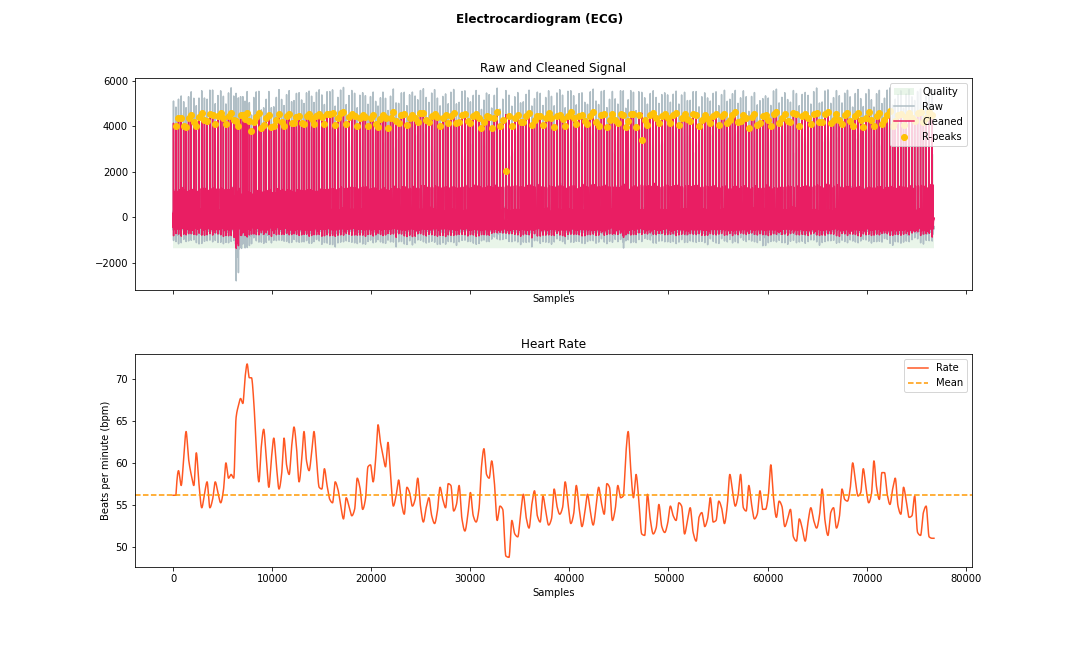 Electrocardiogram (ECG)
Raw and Cleaned Signal
6000
4000
2000
0
−2000
Quality
Raw
Cleaned
R-peaks
Samples
Heart Rate
Beats per minute (bpm)
70
65
60
55
50
Rate
Mean
0 10000 20000 30000 40000 50000 60000 70000 80000
Samples